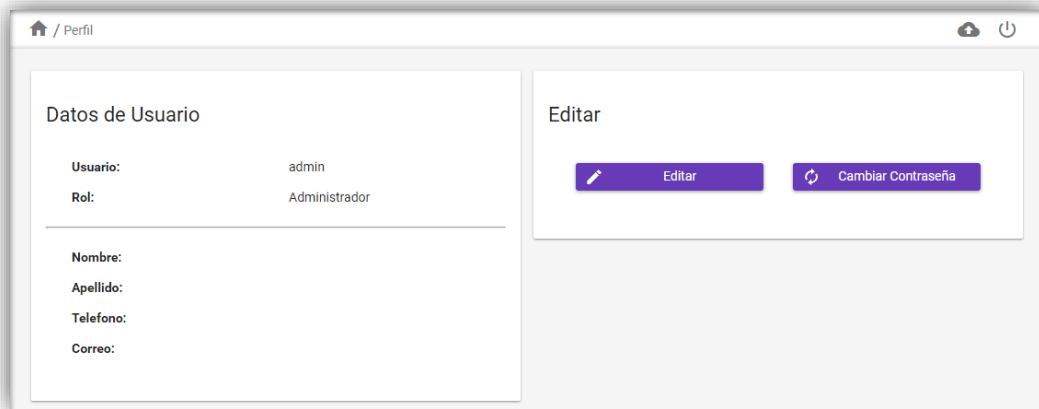 / Perfil
Datos de Usuario
Usuario: admin
Rol: Administrador
Nombre:
Apellido:
Telefono:
Correo:
Editar
Editar
Cambiar Contraseña